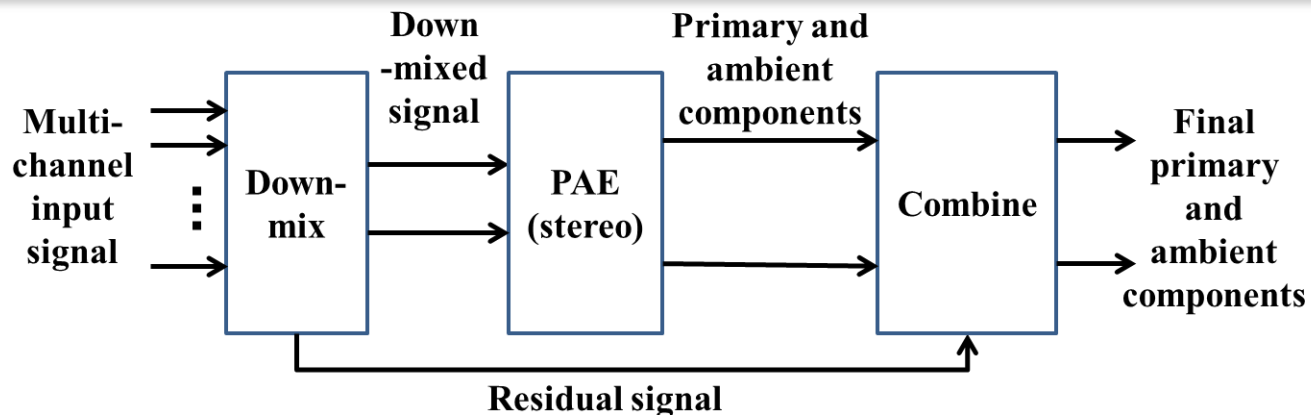 Multi-
channel
input
signal
Down-
mix
Down
-mixed
signal
PAE
(stereo)
Primary and
ambient
components
Combine
Final
primary
and
ambient
components
Residual signal